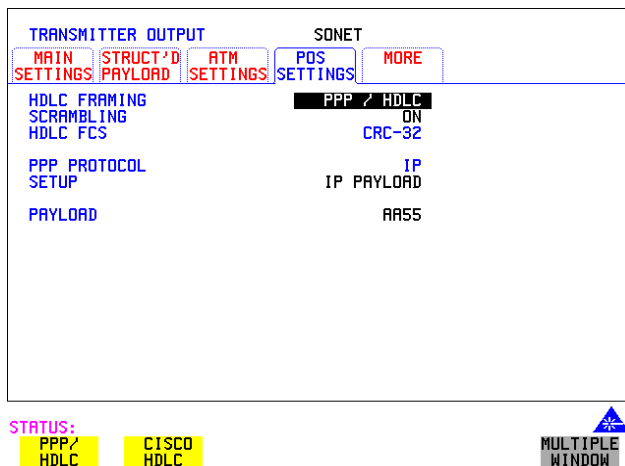 TRANSMITTER OUTPUT SONET
MAIN SETTINGS STRUCT'D PAYLOAD ATM SETTINGS POS SETTINGS MORE
HDLC FRAMING PPP / HDLC
SCRAMBLING ON
HDLC FCS CRC-32
PPP PROTOCOL IP
SETUP IP PAYLOAD
PAYLOAD AA55
STATUS:
PPP/ HDLC CISCO HDLC MULTIPLE WINDOW